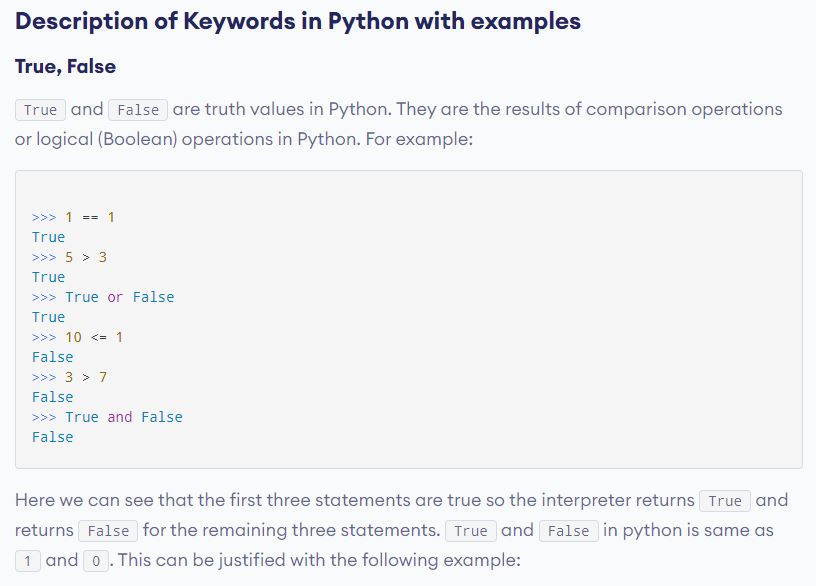 Description of Keywords in Python with examples
True, False
True and False are truth values in Python. They are the results of comparison operations
or logical (Boolean) operations in Python. For example:
>>> 1 == 1
True
>>> 5 > 3
True
>>> True or False
True
>>> 10 <= 1
False
>>> 3 > 7
False
>>> True and False
False
Here we can see that the first three statements are true so the interpreter returns True and
returns False for the remaining three statements. True and False in python is same as
1 and 0. This can be justified with the following example: